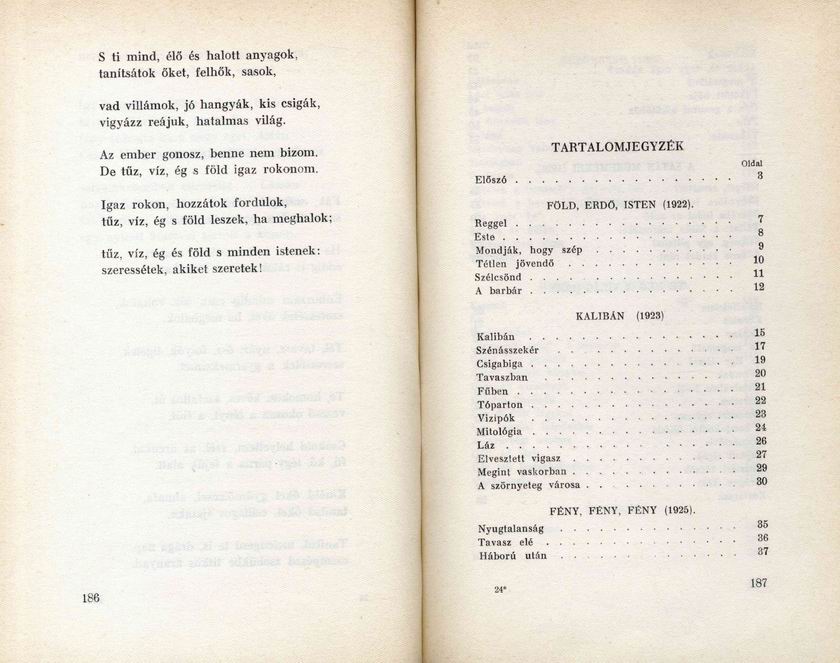 S ti mind, élő és halott anyagok,
tanítsátok őket, felhők, sasok,
vad villámok, jó hangyák, kis csigák,
vigyázz reájuk, hatalmas világ.
Az ember gonosz, benne nem bizom.
De tűz, víz, ég s föld igaz rokonom.
Igaz rokon, hozzátok fordulok,
tűz, víz, ég s föld leszek, ha meghalok;
tűz, víz, ég és föld s minden istenek:
szeressétek, akiket szeretek!
186
TARTALOMJEGYZÉK
Oldal
Előszó . . . . . . . . . . . . . . . . 3
FÖLD, ERDŐ, ISTEN (1922).
Reggel . . . . . . . . . . . . . . . . 7
Este . . . . . . . . . . . . . . . . 8
Mondják, hogy szép . . . . . . . . . . . 9
Tétlen jövendő . . . . . . . . . . . . 10
Szélcsönd . . . . . . . . . . . . . . 11
A barbár . . . . . . . . . . . . . . 12
KALIBÁN (1923)
Kalibán . . . . . . . . . . . . . . 15
Szénásszekér . . . . . . . . . . . . . 17
Csigabiga . . . . . . . . . . . . . . 19
Tavaszban . . . . . . . . . . . . . . 20
Fűben . . . . . . . . . . . . . . . 21
Tóparton . . . . . . . . . . . . . . 22
Vizipók . . . . . . . . . . . . . . 23
Mitológia . . . . . . . . . . . . . . 24
Láz . . . . . . . . . . . . . . . . 26
Elvesztett vigasz . . . . . . . . . . . 27
Megint vaskorban . . . . . . . . . . . 29
A szörnyeteg városa . . . . . . . . . . 30
FÉNY, FÉNY, FÉNY (1925).
Nyugtalanság . . . . . . . . . . . . 35
Tavasz elé . . . . . . . . . . . . . 36
Háború után . . . . . . . . . . . . . 37
24*
187